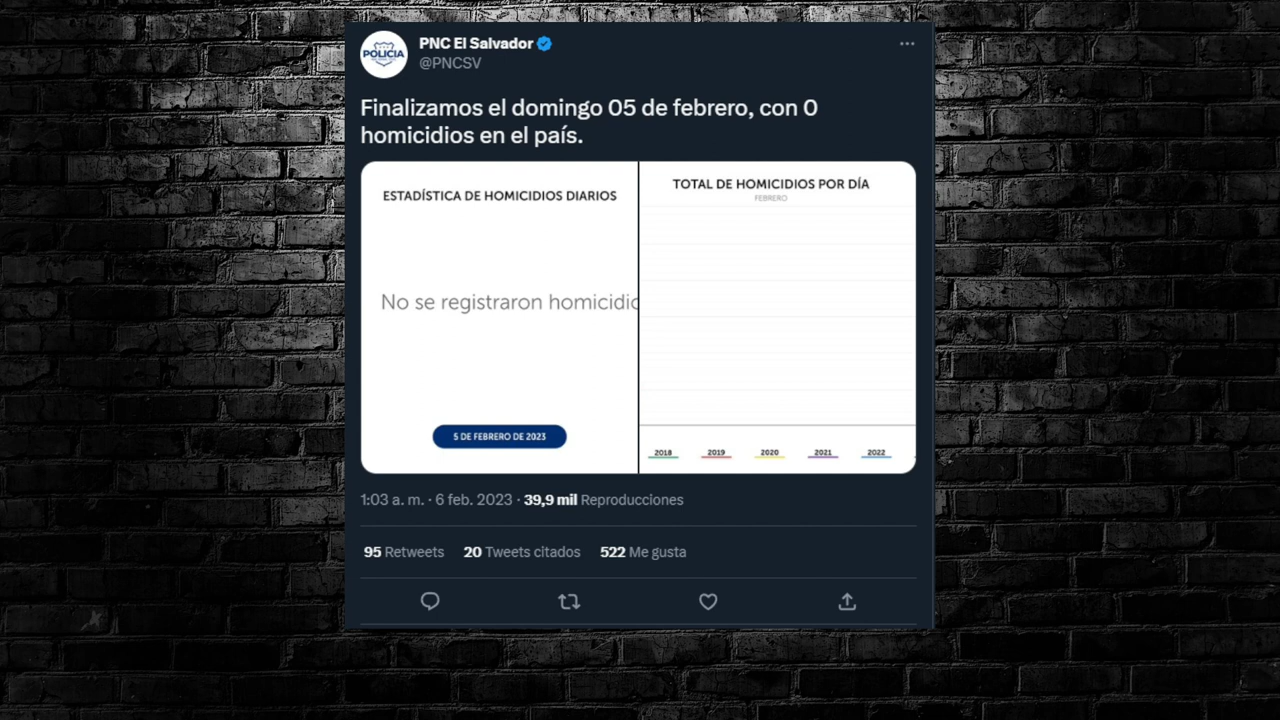 PNC El Salvador
@PNCSV
POLICIA
Finalizamos el domingo 05 de febrero, con 0
homicidios en el país.
ESTADÍSTICA DE HOMICIDIOS DIARIOS
No se registraron homicidio
5 DE FEBRERO DE 2023
TOTAL DE HOMICIDIOS POR DÍA
FEBRERO
2018 2019 2020 2021 2022
1:03 a. m. · 6 feb. 2023 · 39,9 mil Reproducciones
95 Retweets 20 Tweets citados 522 Me gusta